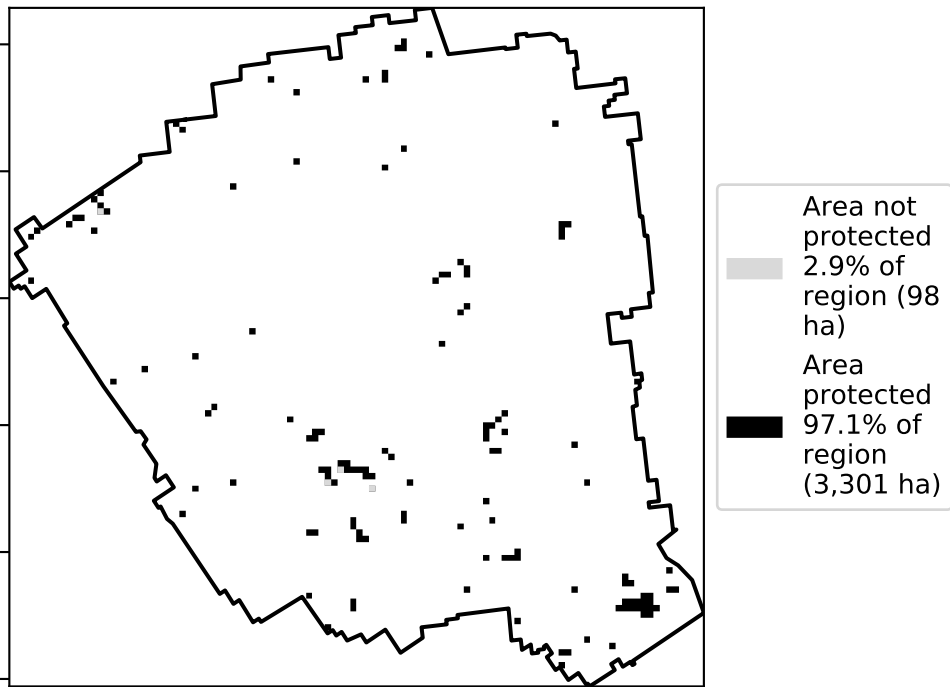 Area not
protected
2.9% of
region (98
ha)
Area
protected
97.1% of
region
(3,301 ha)